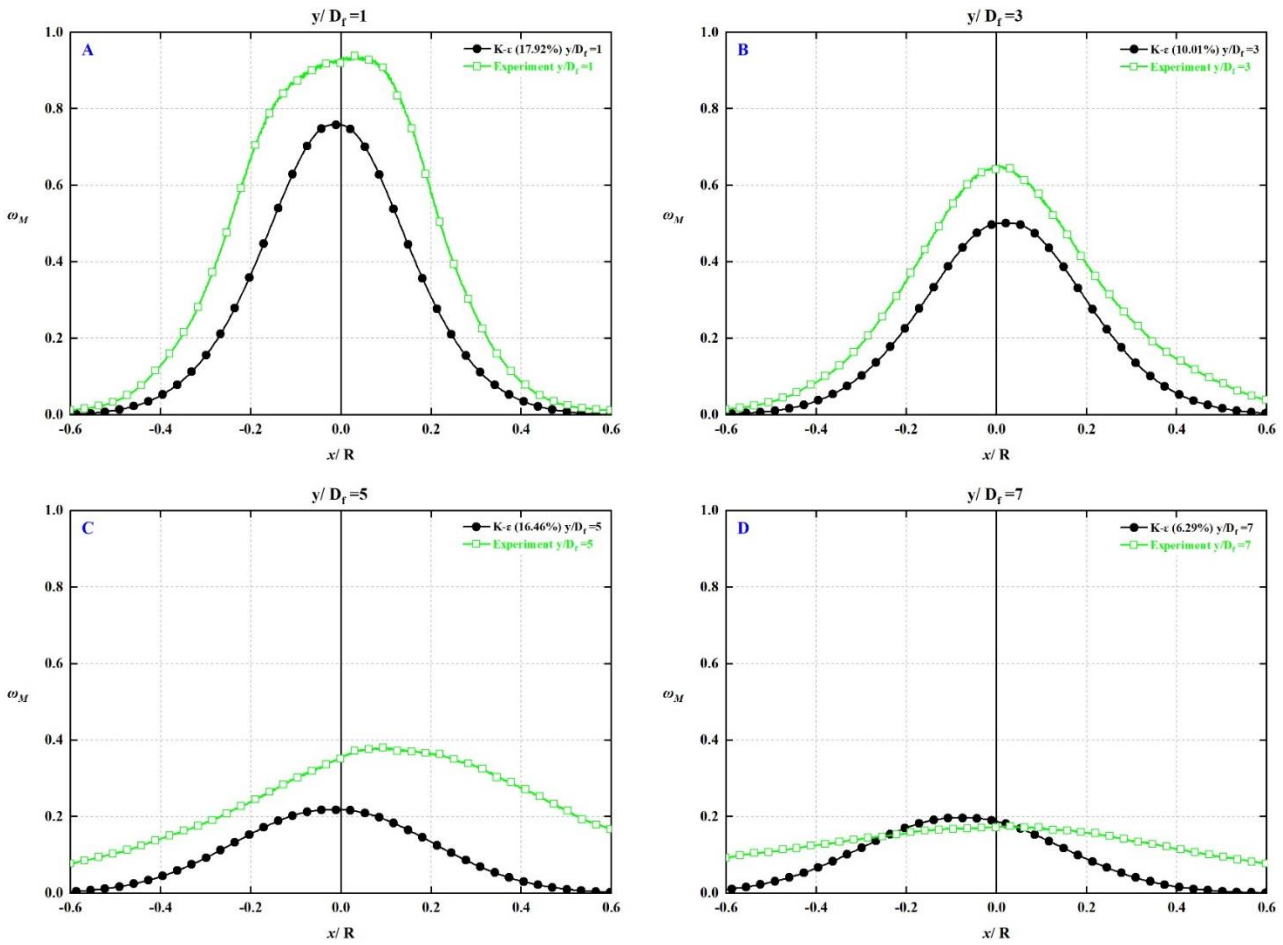 y/ D_f =1
A
K-ε (17.92%) y/D_f =1
Experiment y/D_f =1
1.0
0.8
0.6
ω_M
0.4
0.2
0.0
-0.6 -0.4 -0.2 0.0 0.2 0.4 0.6
x/ R
y/ D_f =3
B
K-ε (10.01%) y/D_f =3
Experiment y/D_f =3
1.0
0.8
0.6
ω_M
0.4
0.2
0.0
-0.6 -0.4 -0.2 0.0 0.2 0.4 0.6
x/ R
y/ D_f =5
C
K-ε (16.46%) y/D_f =5
Experiment y/D_f =5
1.0
0.8
0.6
ω_M
0.4
0.2
0.0
-0.6 -0.4 -0.2 0.0 0.2 0.4 0.6
x/ R
y/ D_f =7
D
K-ε (6.29%) y/D_f =7
Experiment y/D_f =7
1.0
0.8
0.6
ω_M
0.4
0.2
0.0
-0.6 -0.4 -0.2 0.0 0.2 0.4 0.6
x/ R